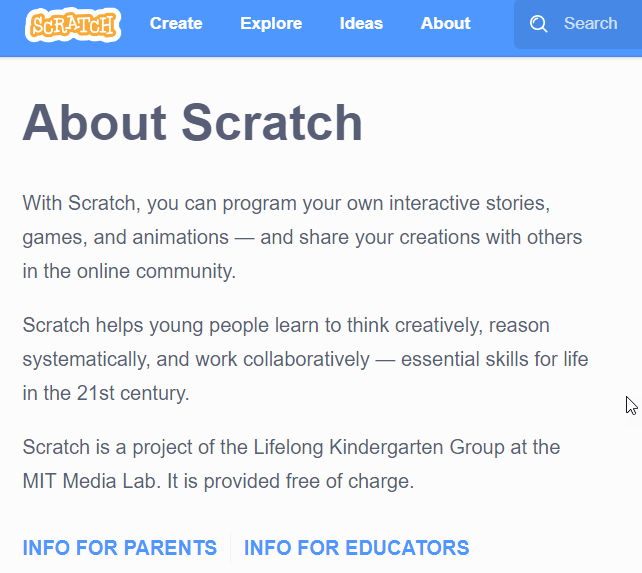 SCRATCH Create Explore Ideas About Search
About Scratch
With Scratch, you can program your own interactive stories,
games, and animations — and share your creations with others
in the online community.
Scratch helps young people learn to think creatively, reason
systematically, and work collaboratively — essential skills for life
in the 21st century.
Scratch is a project of the Lifelong Kindergarten Group at the
MIT Media Lab. It is provided free of charge.
INFO FOR PARENTS INFO FOR EDUCATORS